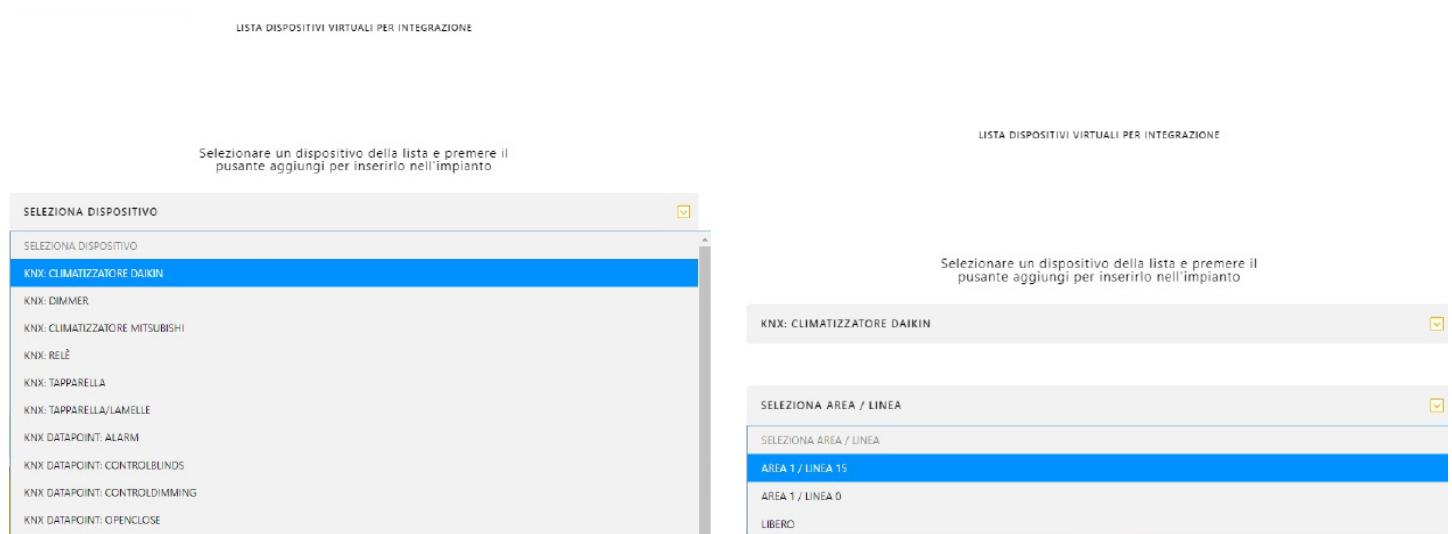 LISTA DISPOSITIVI VIRTUALI PER INTEGRAZIONE
Selezionare un dispositivo della lista e premere il
pusante aggiungi per inserirlo nell'impianto
SELEZIONA DISPOSITIVO
SELEZIONA DISPOSITIVO
KNX: CLIMATIZZATORE DAIKIN
KNX: DIMMER
KNX: CLIMATIZZATORE MITSUBISHI
KNX: RELÈ
KNX: TAPPARELLA
KNX: TAPPARELLA/LAMELLE
KNX DATAPOINT: ALARM
KNX DATAPOINT: CONTROLBLINDS
KNX DATAPOINT: CONTROLDIMMING
KNX DATAPOINT: OPENCLOSE
LISTA DISPOSITIVI VIRTUALI PER INTEGRAZIONE
Selezionare un dispositivo della lista e premere il
pusante aggiungi per inserirlo nell'impianto
KNX: CLIMATIZZATORE DAIKIN
SELEZIONA AREA / LINEA
SELEZIONA AREA / LINEA
AREA 1 / LINEA 15
AREA 1 / LINEA 0
LIBERO